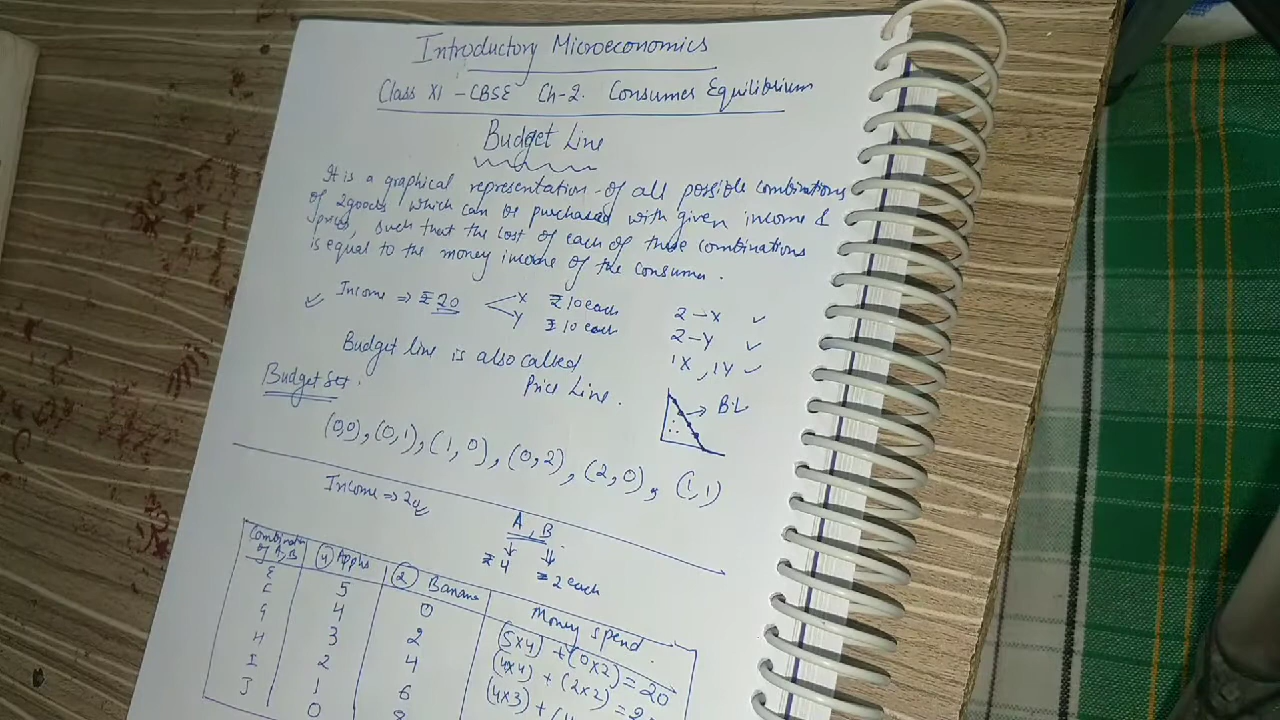 Introductory Microeconomics
Class XI - CBSE Ch-2. Consumer Equilibrium
Budget Line
It is a graphical representation of all possible combinations
of 2goods which can be purchased with given income &
prices, such that the cost of each of these combinations
is equal to the money income of the consumer.
Income ⇒ ₹20 X ₹10 each 2-X ✓
Y ₹10 each 2-Y ✓
1X, 1Y ✓
Budget line is also called
Price Line.
Budget Set.
B.L
(0,0), (0,1), (1,0), (0,2), (2,0), (1,1)
Income ⇒ 20
A, B
₹4 ₹2 each
Combination of A,B (4) Apples (2) Banana Money spend.
E 5 0 (5x4) + (0x2) = 20
4 2 (4x4) + (2x2)
G 3 4 (4x3) +
H 2 6
I 1 8
J 0